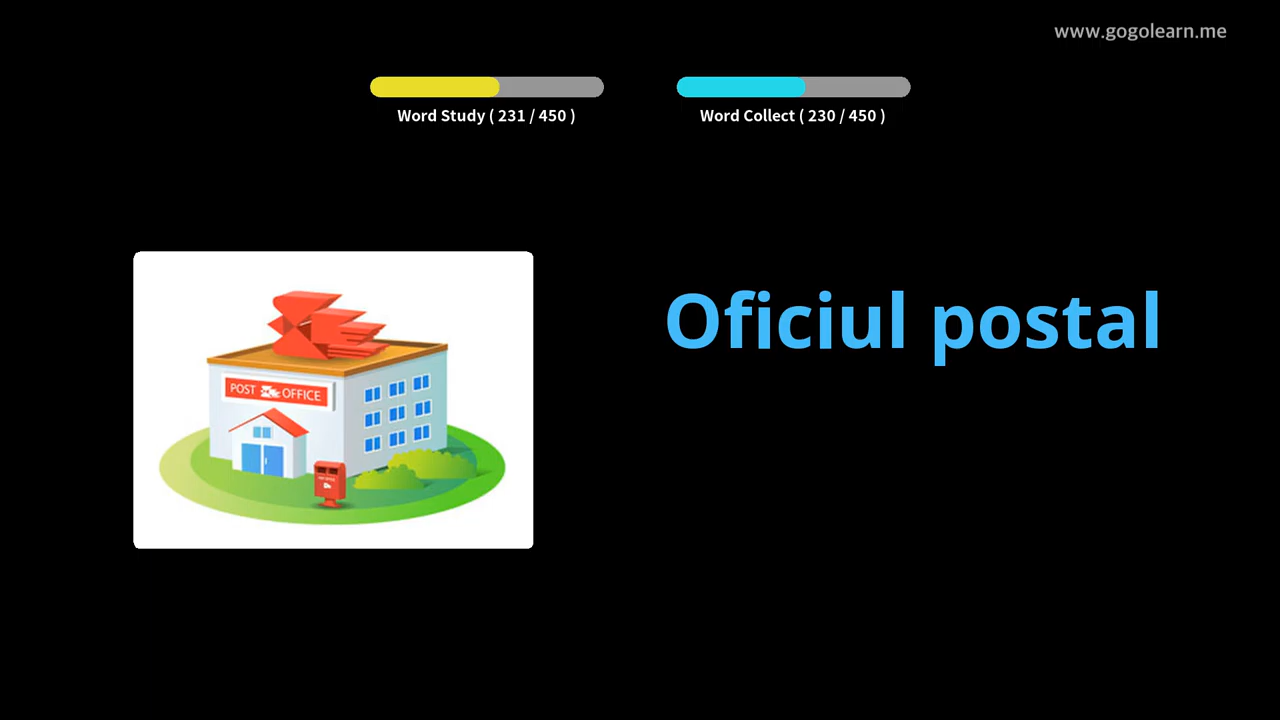 www.gogolearn.me
Word Study ( 231 / 450 )
Word Collect ( 230 / 450 )
Oficiul postal
POST OFFICE